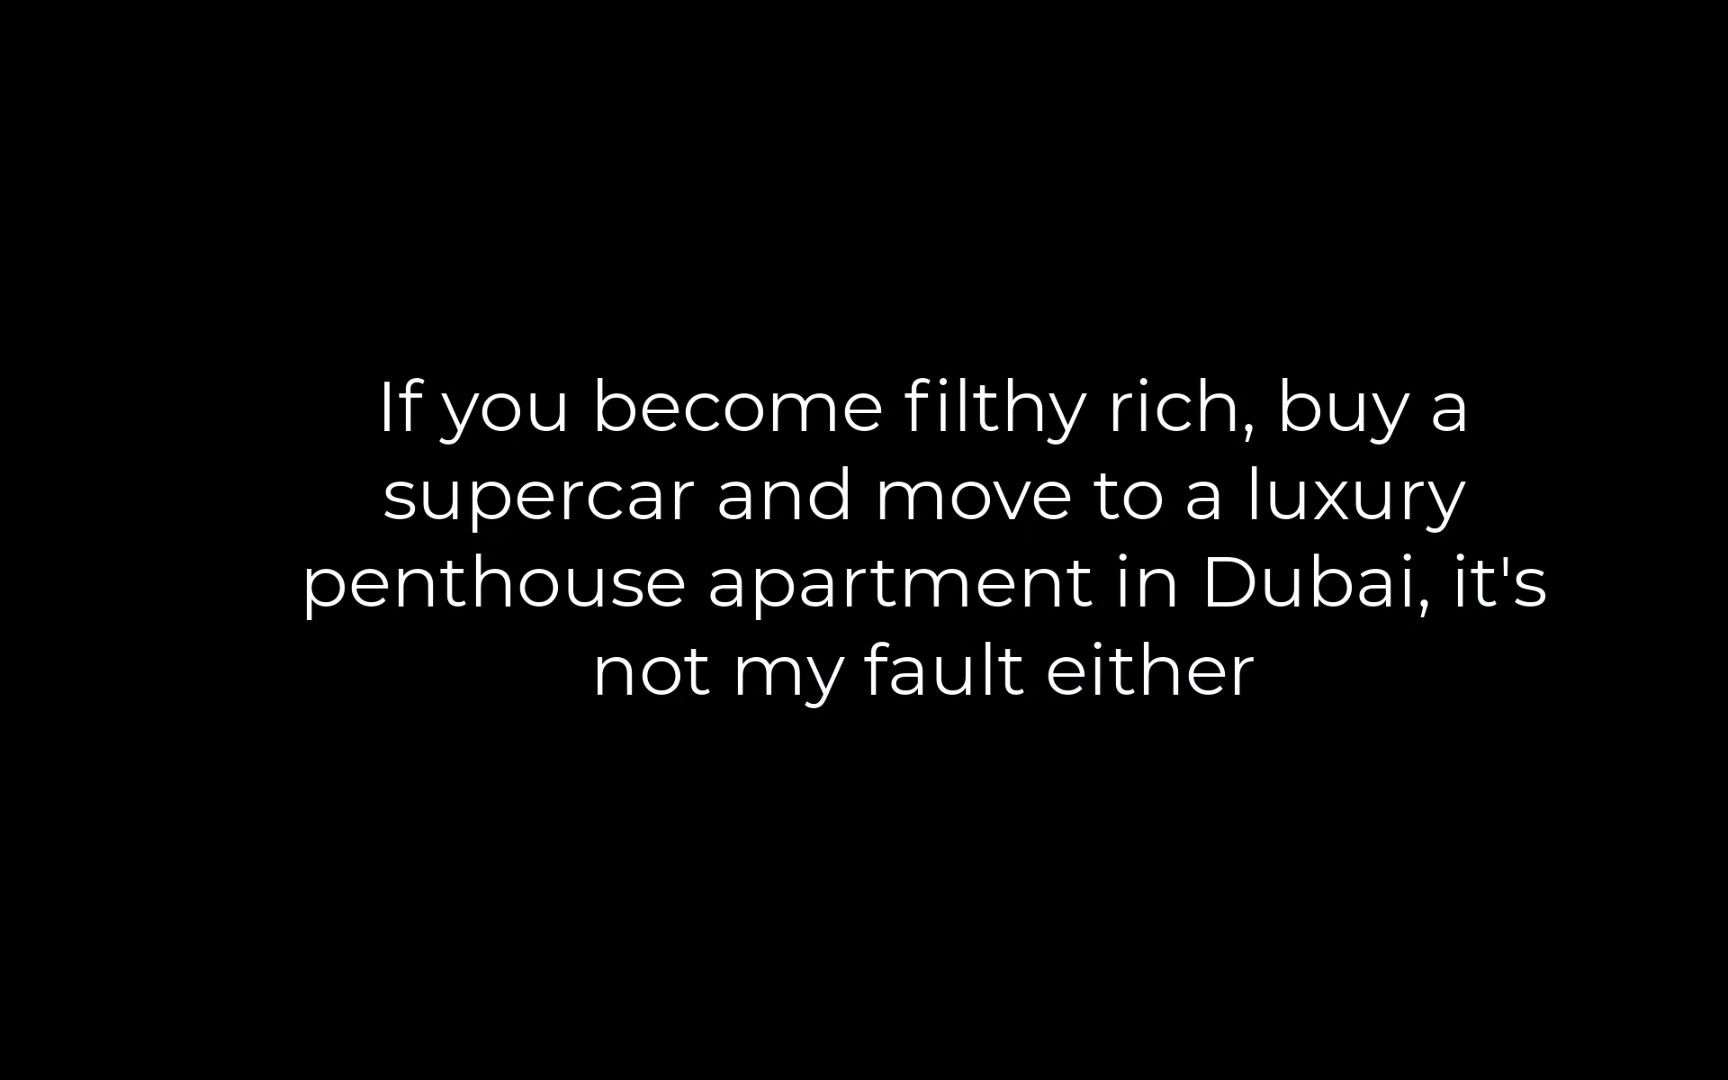 If you become filthy rich, buy a
supercar and move to a luxury
penthouse apartment in Dubai, it's
not my fault either